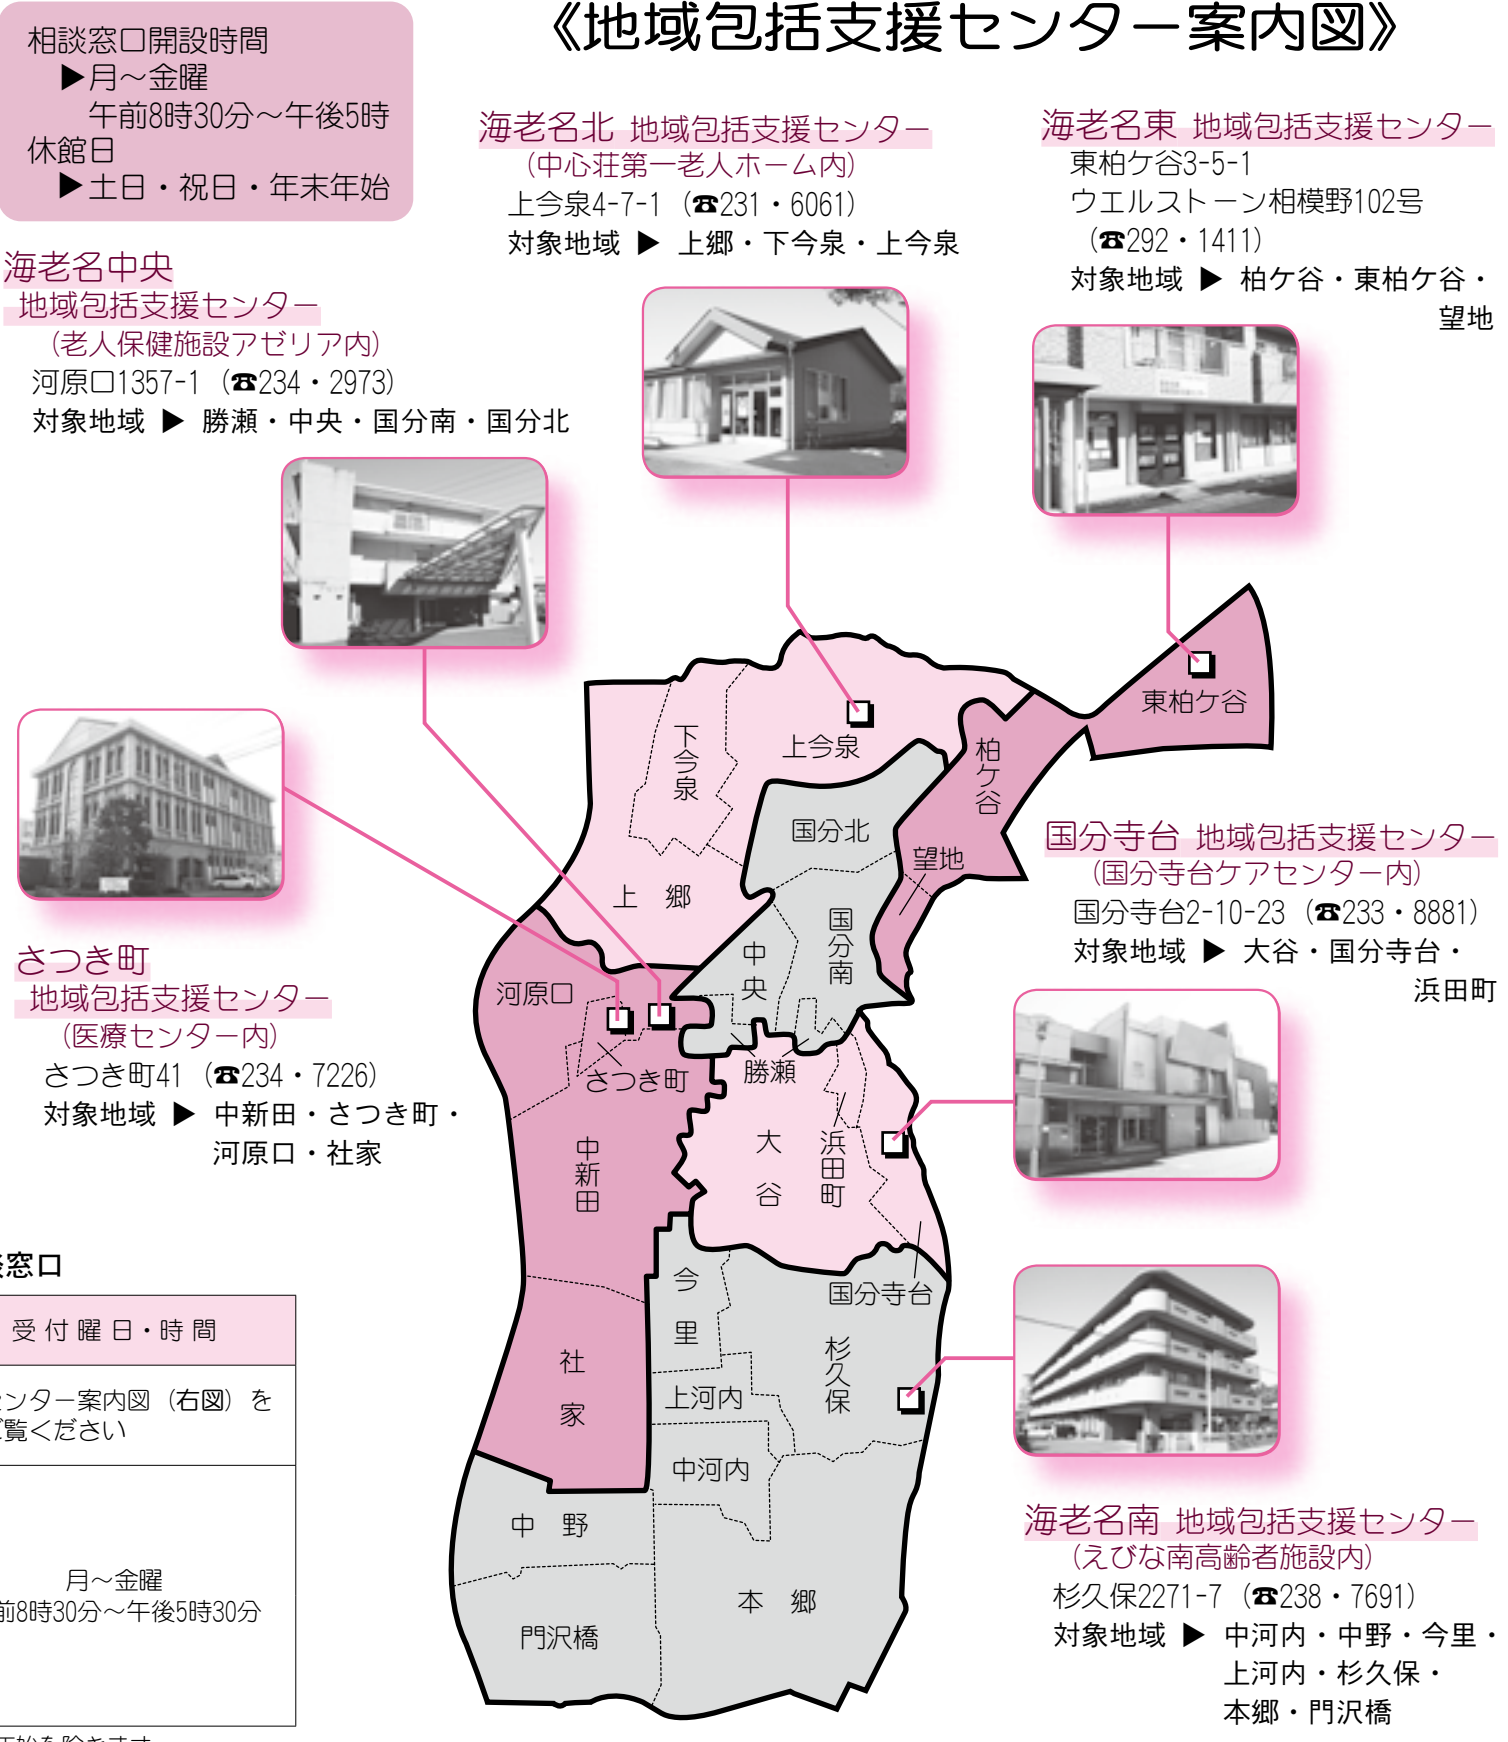 《地域包括支援センター案内図》
相談窓口開設時間
▶月～金曜
午前8時30分～午後5時
休館日
▶土日・祝日・年末年始
海老名北 地域包括支援センター
（中心荘第一老人ホーム内）
上今泉4-7-1（☎231・6061）
対象地域 ▶ 上郷・下今泉・上今泉
海老名東 地域包括支援センター
東柏ケ谷3-5-1
ウエルストーン相模野102号
（☎292・1411）
対象地域 ▶ 柏ケ谷・東柏ケ谷・
望地
海老名中央
地域包括支援センター
（老人保健施設アゼリア内）
河原口1357-1（☎234・2973）
対象地域 ▶ 勝瀬・中央・国分南・国分北
さつき町
地域包括支援センター
（医療センター内）
さつき町41（☎234・7226）
対象地域 ▶ 中新田・さつき町・
河原口・社家
国分寺台 地域包括支援センター
（国分寺台ケアセンター内）
国分寺台2-10-23（☎233・8881）
対象地域 ▶ 大谷・国分寺台・
浜田町
海老名南 地域包括支援センター
（えびな南高齢者施設内）
杉久保2271-7（☎238・7691）
対象地域 ▶ 中河内・中野・今里・
上河内・杉久保・
本郷・門沢橋
東柏ケ谷
下今泉
上今泉
柏ケ谷
国分北
望地
上郷
国分南
中央
河原口
勝瀬
さつき町
大谷
浜田町
中新田
今里
国分寺台
杉久保
社家
上河内
中河内
中野
本郷
門沢橋
窓口
受付曜日・時間
センター案内図（右図）を
ご覧ください
月～金曜
前8時30分～午後5時30分